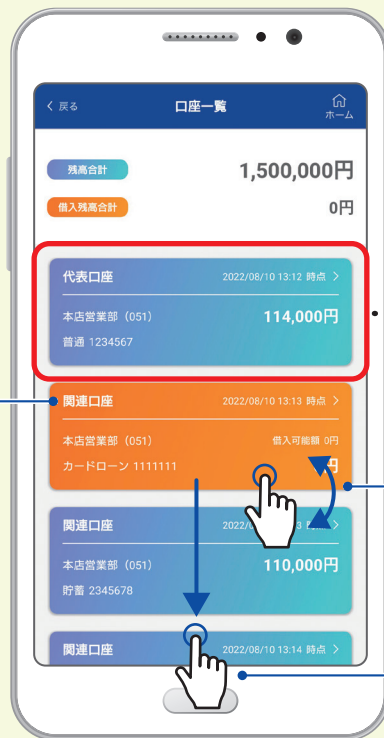 戻る 口座一覧 ホーム
残高合計 1,500,000円
借入残高合計 0円
代表口座 2022/08/10 13:12 時点
本店営業部(051) 114,000円
普通 1234567
関連口座 2022/08/10 13:13 時点
本店営業部(051) 借入可能額 0円
カードローン 1111111 円
関連口座 2022/ 3 時点
本店営業部(051) 110,000円
貯蓄 2345678
関連口座 2022/08/10 13:14 時点